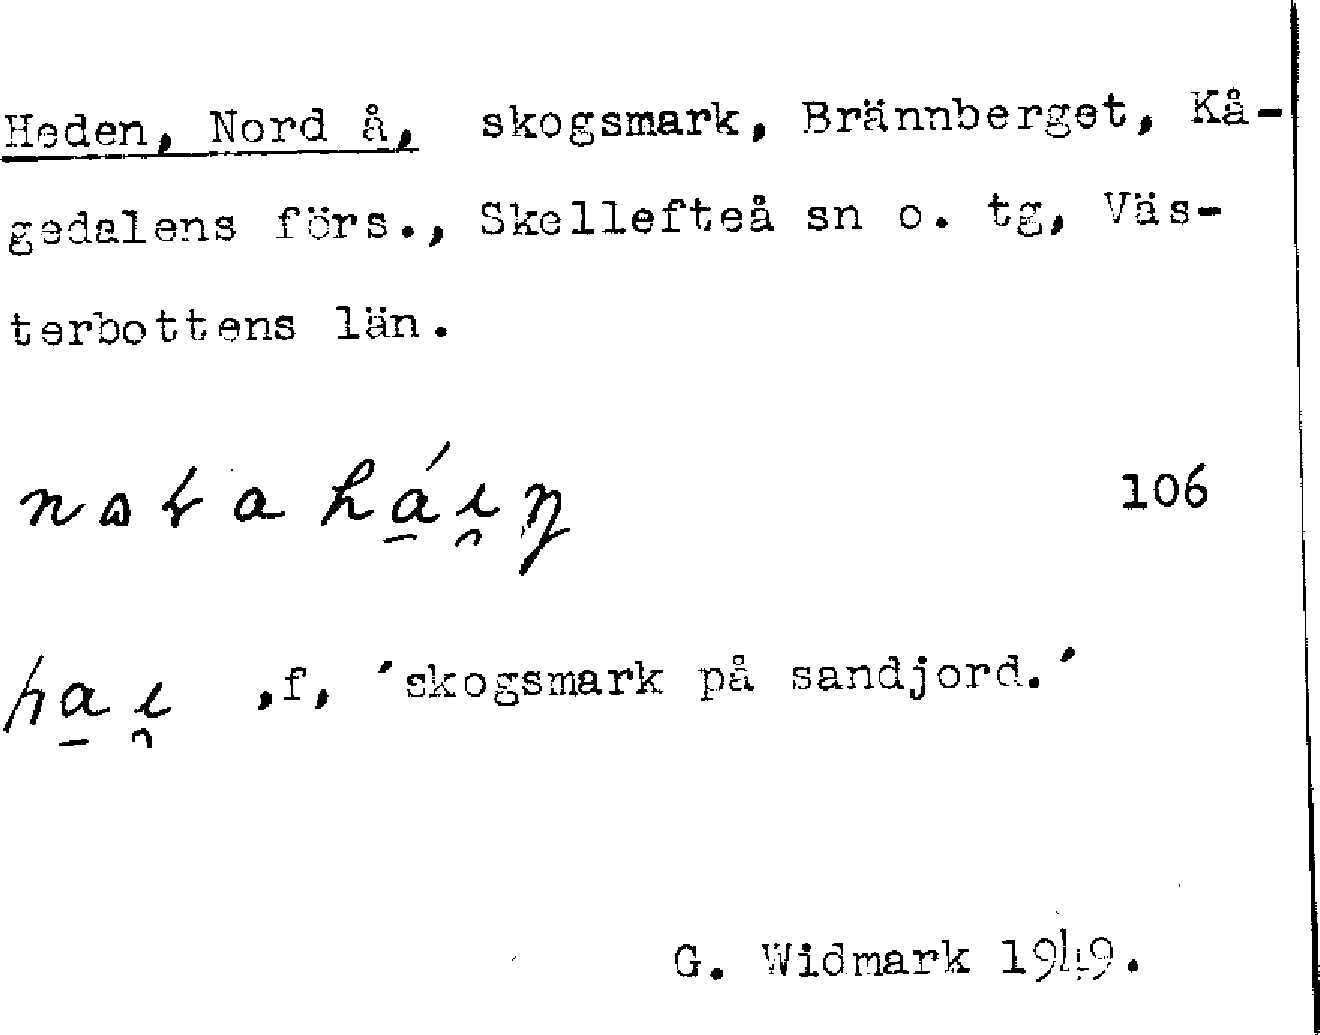 Heden, Nord å, skogsmark, Brännberget, Kå-
gedalens förs., Skellefteå sn o. tg, Väs-
terbottens län.
106
,f, ´skogsmark på sandjord.´
G. Widmark 1949.